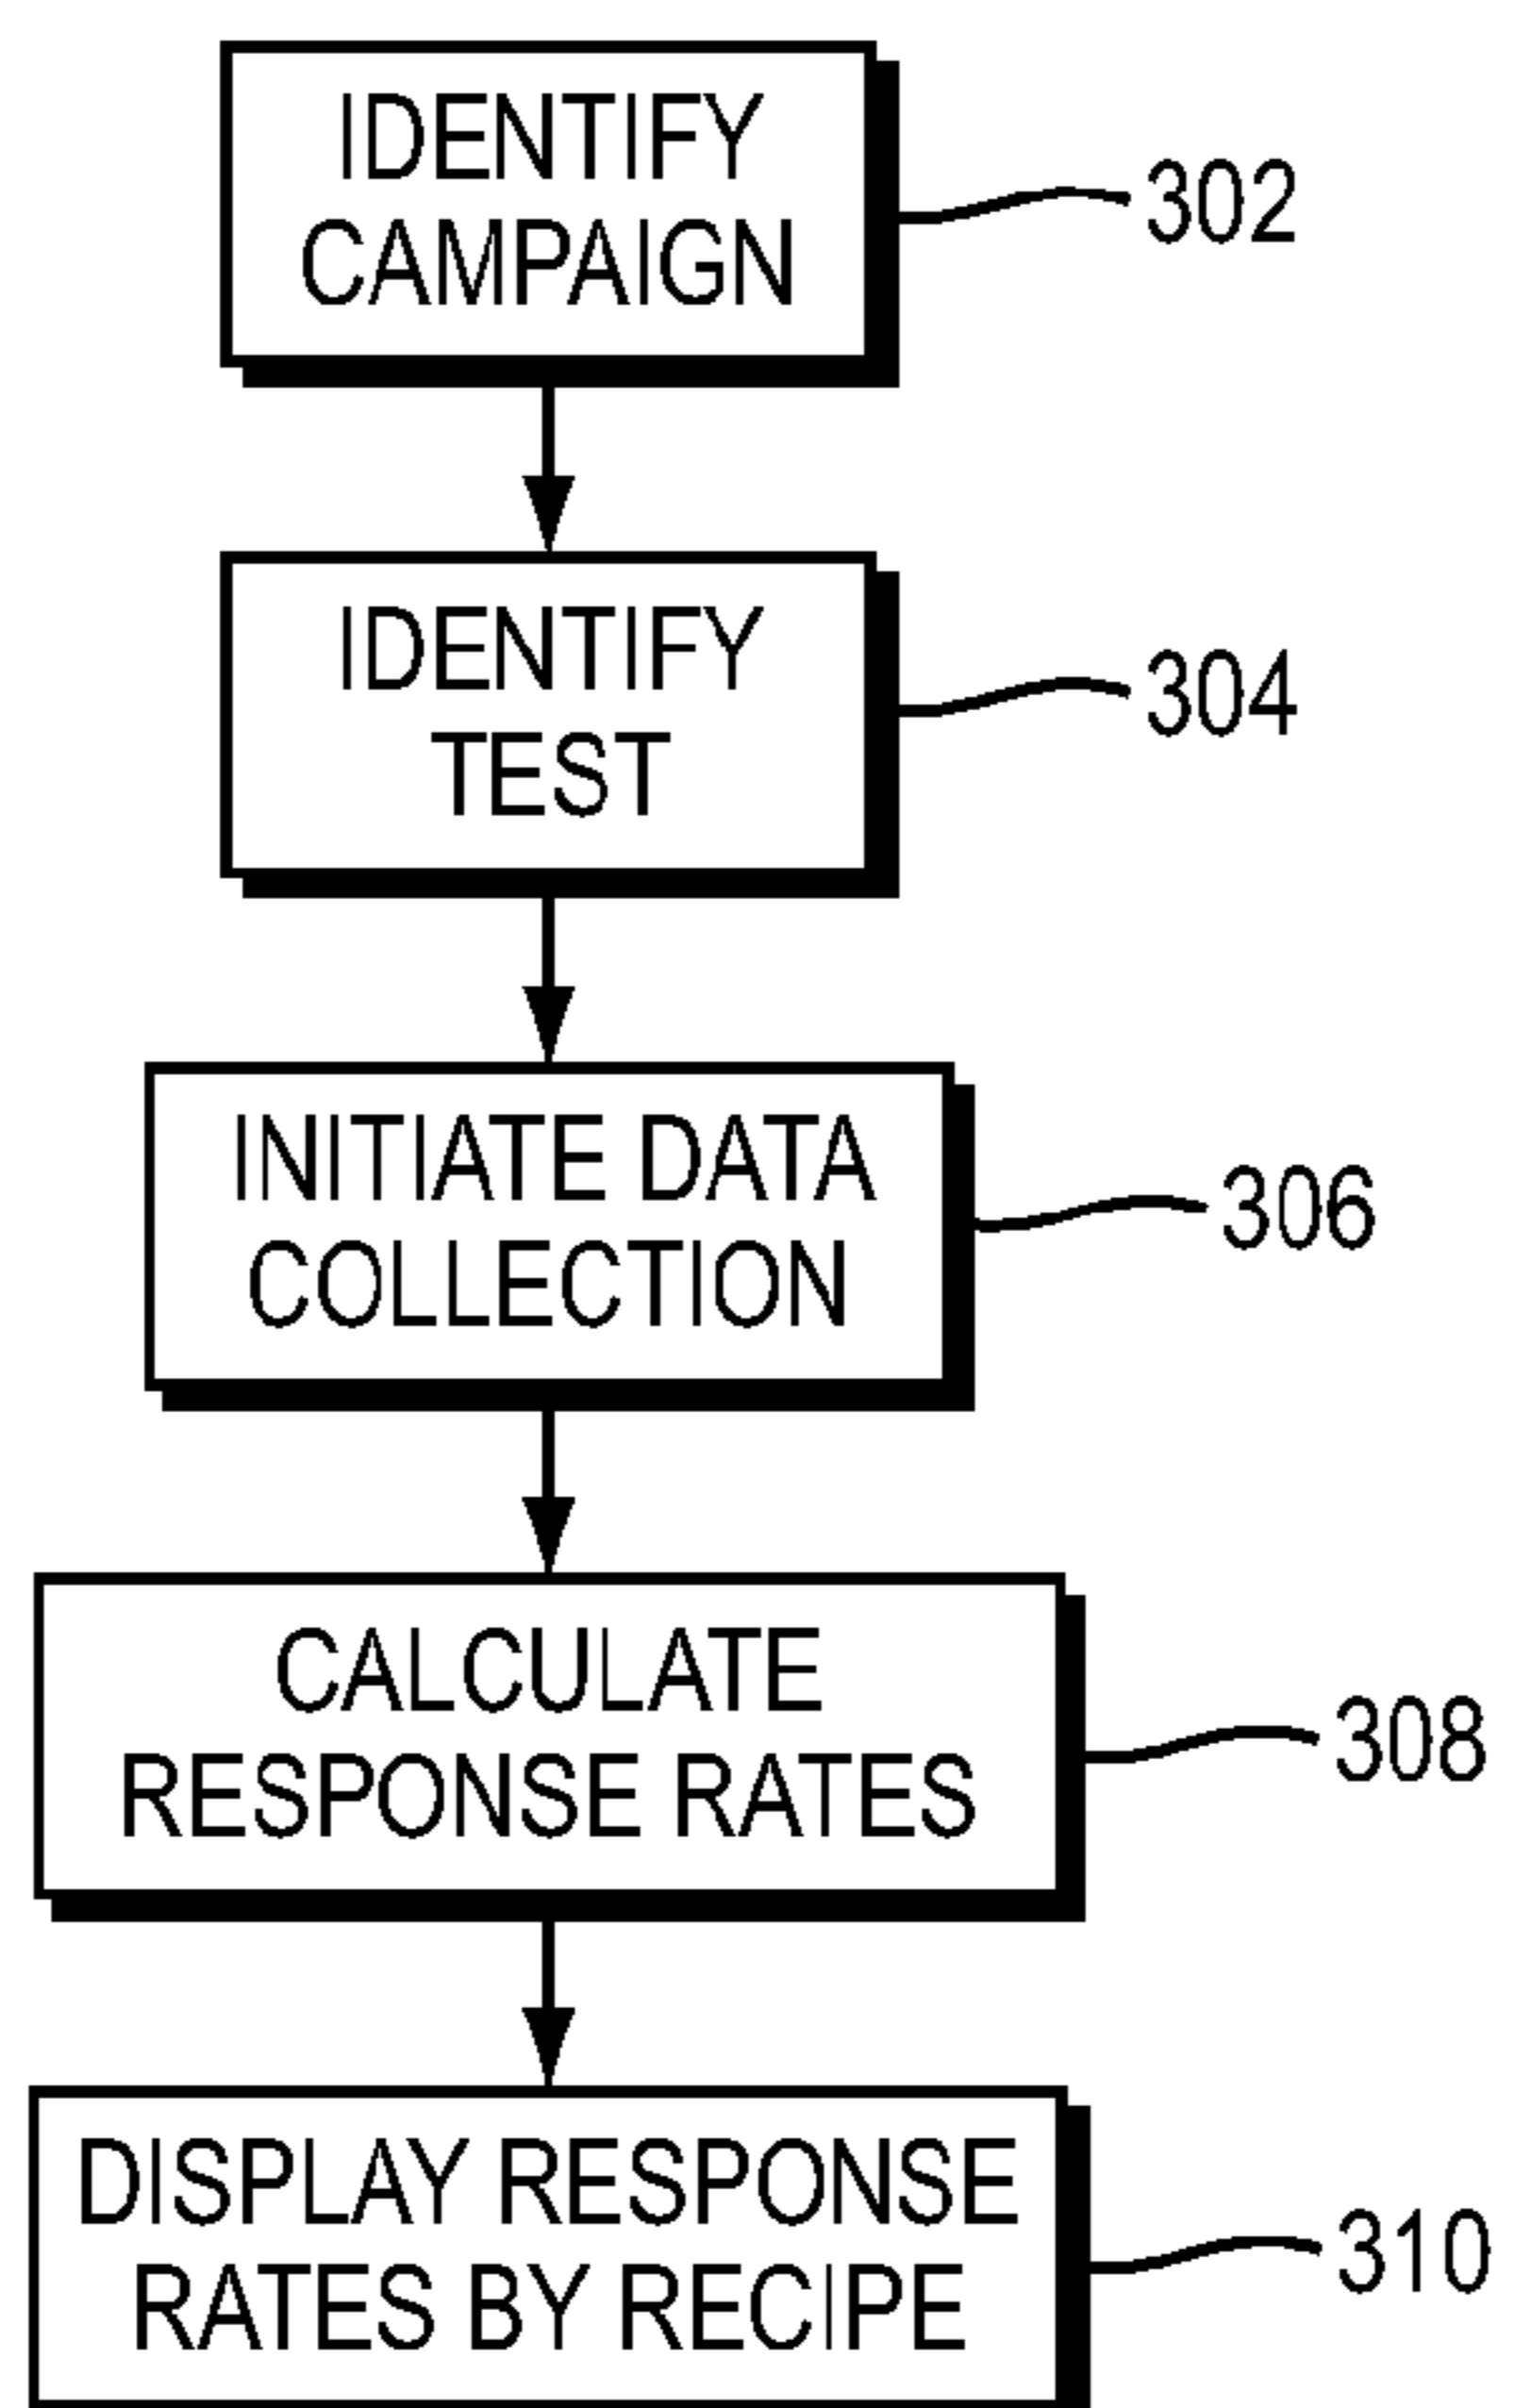 IDENTIFY
CAMPAIGN
302
IDENTIFY
TEST
304
INITIATE DATA
COLLECTION
306
CALCULATE
RESPONSE RATES
308
DISPLAY RESPONSE
RATES BY RECIPE
310